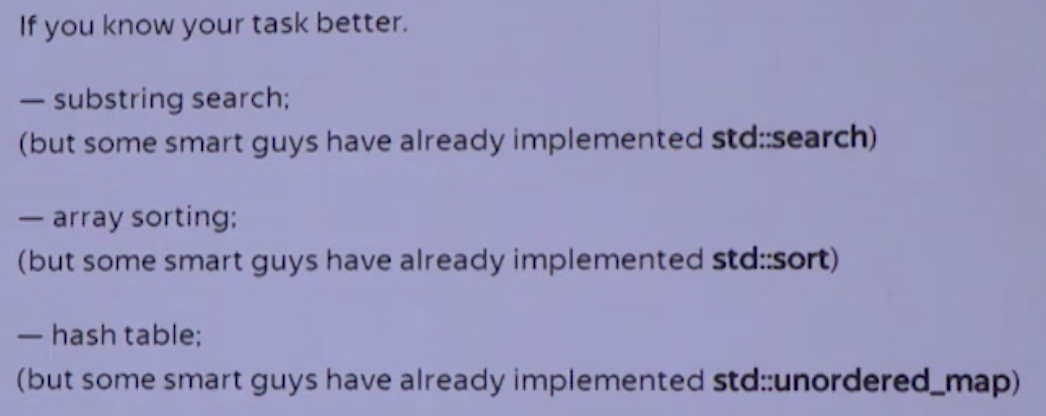 If you know your task better.
— substring search;
(but some smart guys have already implemented std::search)
— array sorting;
(but some smart guys have already implemented std::sort)
— hash table;
(but some smart guys have already implemented std::unordered_map)